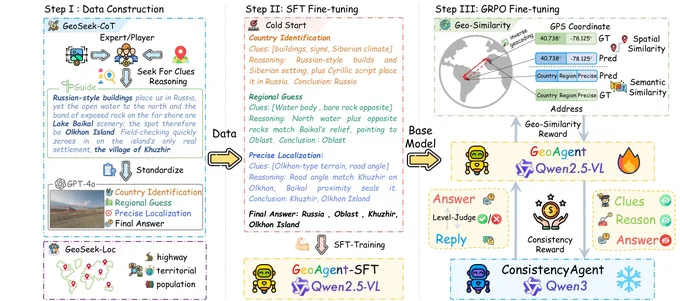 Step I : Data Construction
GeoSeek-CoT
Expert/Player
Seek For Clues
Reasoning
Guide
Russian-style buildings place us in Russia,
yet the open water to the north and the
band of exposed rock on the far shore are
Lake Baikal scenery; the spot therefore
be Olkhon Island. Field-checking quickly
zeroes in on the island's only real
settlement, the village of Khuzhir.
Standardize
GPT-4o
Country Identification
Regional Guess
Precise Localization
Final Answer
GeoSeek-Loc
highway
territorial
population
Data
Step II: SFT Fine-tuning
Cold Start
Country Identification
Clues: [buildings, signs, Siberian climate]
Reasoning: Russian-style builds and
Siberian setting, plus Cyrillic script place
it in Russia. Conclusion: Russia
Regional Guess
Clues: [Water body , bare rock opposite]
Reasoning: North water plus opposite
rocks match Baikal's relief, pointing to
Oblast. Conclusion : Oblast
Precise Localization:
Clues: [Olkhon-type terrain, road angle]
Reasoning: Road angle match Khuzhir on
Olkhon, Baikal proximity seals it.
Conclusion: Khuzhir, Olkhon Island
Final Answer: Russia , Oblast , Khuzhir,
Olkhon Island
SFT-Training
GeoAgent-SFT
Qwen2.5-VL
Base
Model
Step III: GRPO Fine-tuning
Geo-Similarity
inverse
geocoding
GPS Coordinate
40.738° -78.125° GT
40.738° -78.125° Pred
Spatial
Similarity
Country Region Precise Pred
Country Region Precise GT
Semantic
Similarity
Address
Geo-Similarity
Reward
GeoAgent
Qwen2.5-VL
Answer
Level-Judge
Reply
Consistency
Reward
Clues
Reason
Answer
ConsistencyAgent
Qwen3